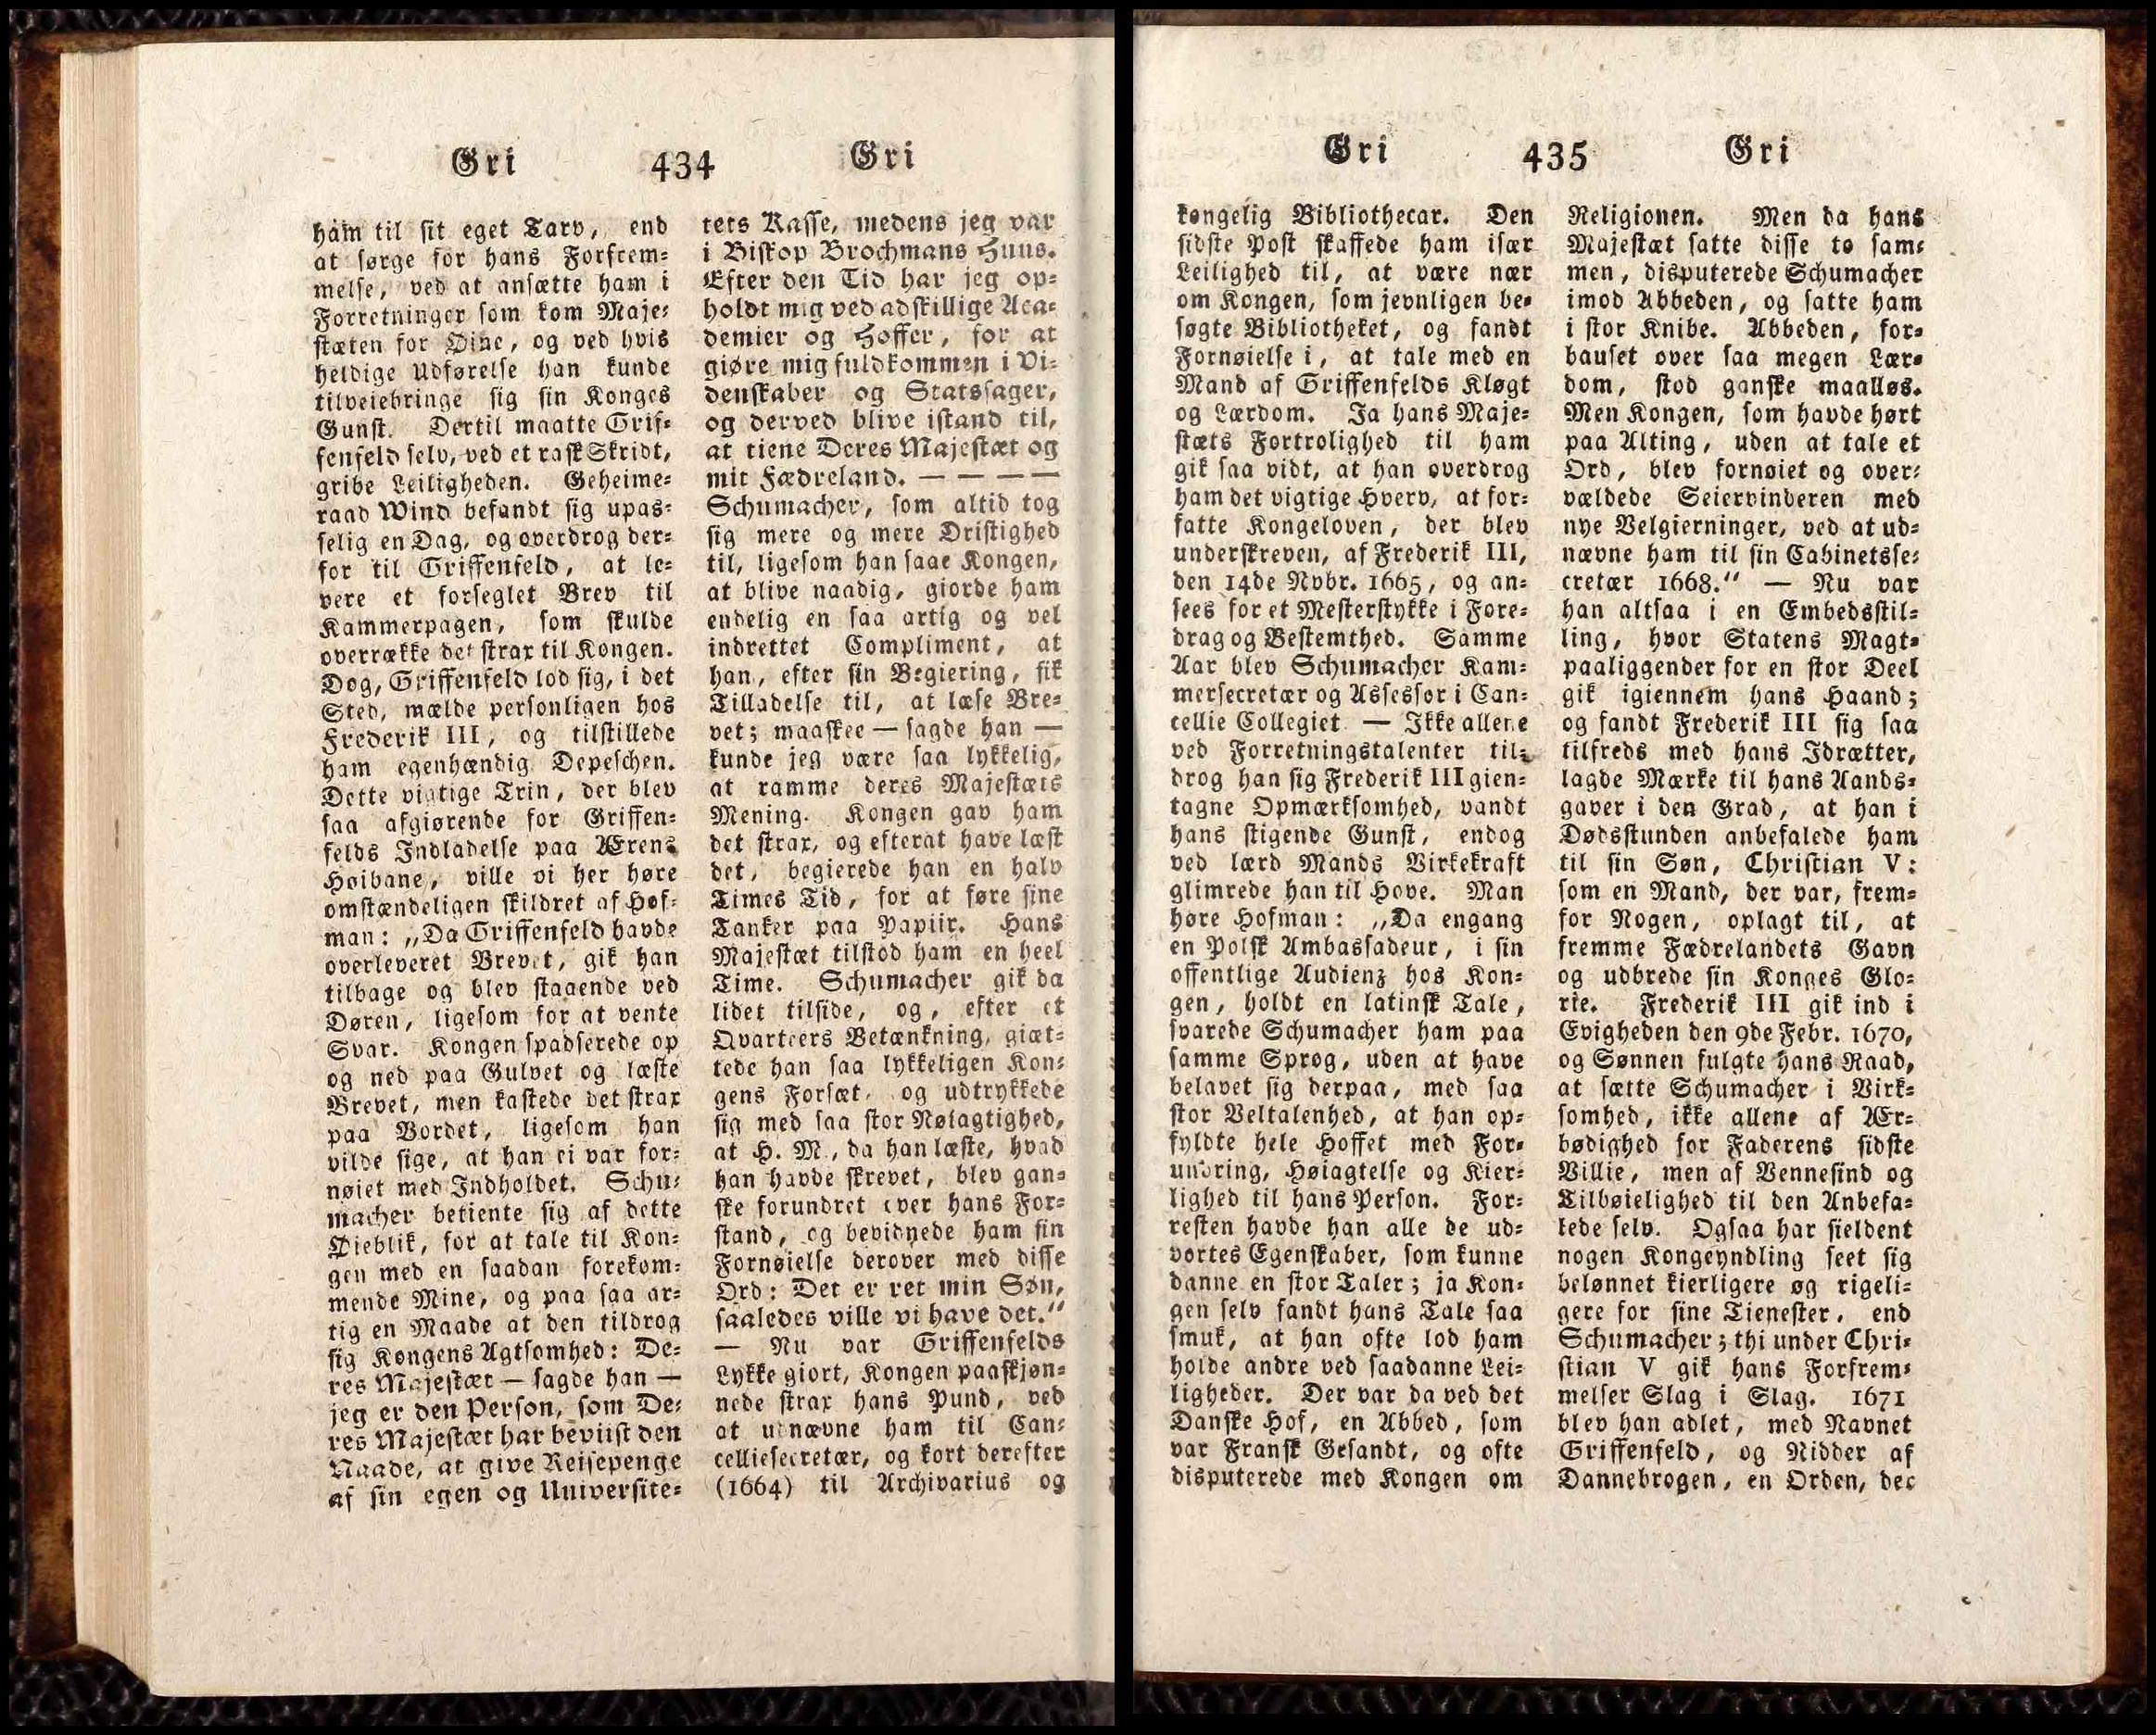 Gri 434 Gri
ham til sit eget Tarv, end
at sørge for hans Forfrem-
melse, ved at ansætte ham i
Forretninger som kom Maje-
stæten for Øine, og ved hvis
heldige Udførelse han kunde
tilveiebringe sig sin Konges
Gunst. Dertil maatte Grif-
fenfeld selv, ved et rask Skridt,
gribe Leiligheden. Geheime-
raad Wind befandt sig upas-
selig en Dag, og overdrog der-
for til Griffenfeld, at le-
vere et forseglet Brev til
Kammerpagen, som skulde
overrække det strax til Kongen.
Dog, Griffenfeld lod sig, i det
Sted, mælde personligen hos
Frederik III, og tilstillede
ham egenhændig Depeschen.
Dette vigtige Trin, der blev
saa afgiørende for Griffen-
felds Indladelse paa Ærens
Høibane, ville vi her høre
omstændeligen skildret af Hof-
man: „Da Griffenfeld havde
overleveret Brevet, gik han
tilbage og blev staaende ved
Døren, ligesom for at vente
Svar. Kongen spadserede op
og ned paa Gulvet og læste
Brevet, men kastede det strax
paa Bordet, ligesom han
vilde sige, at han ei var for-
nøiet med Indholdet. Schu-
macher betiente sig af dette
Øieblik, for at tale til Kon-
gen med en saadan forekom-
mende Mine, og paa saa ar-
tig en Maade at den tildrog
sig Kongens Agtsomhed: De-
res Majestæt — sagde han —
jeg er den Person, som De-
res Majestæt har beviist den
Naade, at give Reisepenge
af sin egen og Universite-
tets Kasse, medens jeg var
i Biskop Brochmans Huus.
Efter den Tid har jeg op-
holdt mig ved adskillige Aca-
demier og Hoffer, for at
giøre mig fuldkommen i Vi-
denskaber og Statssager,
og derved blive istand til,
at tiene Deres Majestæt og
mit Fædreland. — — — —
Schumacher, som altid tog
sig mere og mere Dristighed
til, ligesom han saae Kongen,
at blive naadig, giorde ham
endelig en saa artig og vel
indrettet Compliment, at
han, efter sin Begiering, fik
Tilladelse til, at læse Bre-
vet; maaskee — sagde han —
kunde jeg være saa lykkelig,
at ramme deres Majestæts
Mening. Kongen gav ham
det strax, og efterat have læst
det, begierede han en halv
Times Tid, for at føre sine
Tanker paa Papiir. Hans
Majestæt tilstod ham en heel
Time. Schumacher gik da
lidet tilside, og, efter et
Qvarteers Betænkning, giæt-
tede han saa lykkeligen Kon-
gens Forsæt, og udtrykkede
sig med saa stor Nøiagtighed,
at H. M., da han læste, hvad
han havde skrevet, blev gan-
ske forundret over hans For-
stand, og bevidnede ham sin
Fornøielse derover med disse
Ord: Det er ret min Søn,
saaledes ville vi have det.“
— Nu var Griffenfelds
Lykke giort, Kongen paaskjøn-
nede strax hans Pund, ved
at udnævne ham til Can-
celliesecretær, og kort derefter
(1664) til Archivarius og
Gri 435 Gri
kongelig Bibliothecar. Den
sidste Post skaffede ham især
Leilighed til, at være nær
om Kongen, som jevnligen be-
søgte Bibliotheket, og fandt
Fornøielse i, at tale med en
Mand af Griffenfelds Kløgt
og Lærdom. Ja hans Maje-
stæts Fortrolighed til ham
gik saa vidt, at han overdrog
ham det vigtige Hverv, at for-
fatte Kongeloven, der blev
underskreven, af Frederik III,
den 14de Nvbr. 1665, og an-
sees for et Mesterstykke i Fore-
drag og Bestemthed. Samme
Aar blev Schumacher Kam-
mersecretær og Assessor i Can-
cellie Collegiet — Ikke allene
ved Forretningstalenter til-
drog han sig Frederik III gien-
tagne Opmærksomhed, vandt
hans stigende Gunst, endog
ved lærd Mands Virkekraft
glimrede han til Hove. Man
høre Hofman: „Da engang
en Polsk Ambassadeur, i sin
offentlige Audienz hos Kon-
gen, holdt en latinsk Tale,
svarede Schumacher ham paa
samme Sprog, uden at have
belavet sig derpaa, med saa
stor Veltalenhed, at han op-
fyldte hele Hoffet med For-
undring, Høiagtelse og Kier-
lighed til hans Person. For-
resten havde han alle de ud-
vortes Egenskaber, som kunne
danne en stor Taler; ja Kon-
gen selv fandt hans Tale saa
smuk, at han ofte lod ham
holde andre ved saadanne Lei-
ligheder. Der var da ved det
Danske Hof, en Abbed, som
var Fransk Gesandt, og ofte
disputerede med Kongen om
Religionen. Men da hans
Majestæt satte disse to sam-
men, disputerede Schumacher
imod Abbeden, og satte ham
i stor Knibe. Abbeden, for-
bauset over saa megen Lær-
dom, stod ganske maalløs.
Men Kongen, som havde hørt
paa Alting, uden at tale et
Ord, blev fornøiet og over-
vældede Seiervinderen med
nye Velgierninger, ved at ud-
nævne ham til sin Cabinetsse-
cretær 1668.“ — Nu var
han altsaa i en Embedsstil-
ling, hvor Statens Magt-
paaliggender for en stor Deel
gik igiennem hans Haand;
og fandt Frederik III sig saa
tilfreds med hans Idrætter,
lagde Mærke til hans Aands-
gaver i den Grad, at han i
Dødsstunden anbefalede ham
til sin Søn, Christian V:
som en Mand, der var, frem-
for Nogen, oplagt til, at
fremme Fædrelandets Gavn
og udbrede sin Konges Glo-
rie. Frederik III gik ind i
Evigheden den 9de Febr. 1670,
og Sønnen fulgte hans Raad,
at sætte Schumacher i Virk-
somhed, ikke allene af Ær-
bødighed for Faderens sidste
Villie, men af Vennesind og
Tilbøielighed til den Anbefa-
lede selv. Ogsaa har sieldent
nogen Kongeyndling seet sig
belønnet kierligere og rigeli-
gere for sine Tienester, end
Schumacher; thi under Chri-
stian V gik hans Forfrem-
melser Slag i Slag. 1671
blev han adlet, med Navnet
Griffenfeld, og Ridder af
Dannebrogen, en Orden, der